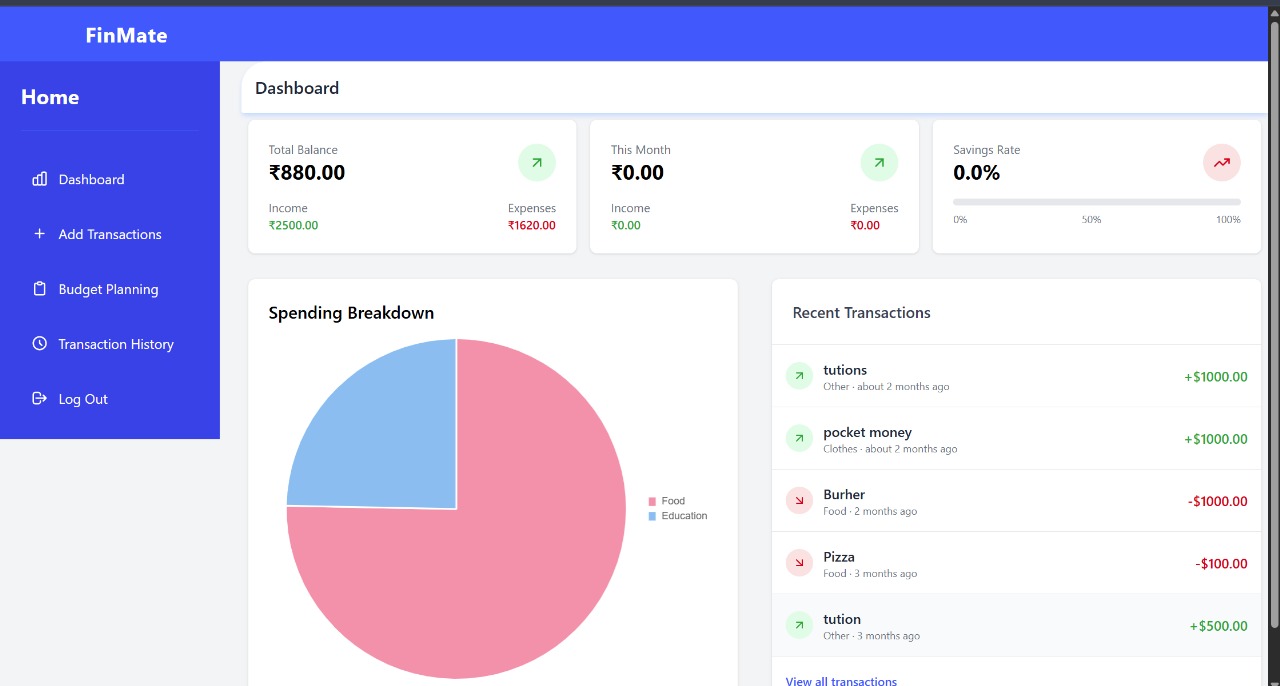 FinMate
Home
Dashboard
Add Transactions
Budget Planning
Transaction History
Log Out
Dashboard
Total Balance
₹880.00
Income
Expenses
₹2500.00
₹1620.00
This Month
₹0.00
Income
Expenses
₹0.00
₹0.00
Savings Rate
0.0%
0%
50%
100%
Spending Breakdown
Food
Education
Recent Transactions
tutions
Other · about 2 months ago
+$1000.00
pocket money
Clothes · about 2 months ago
+$1000.00
Burher
Food · 2 months ago
-$1000.00
Pizza
Food · 3 months ago
-$100.00
tution
Other · 3 months ago
+$500.00
View all transactions